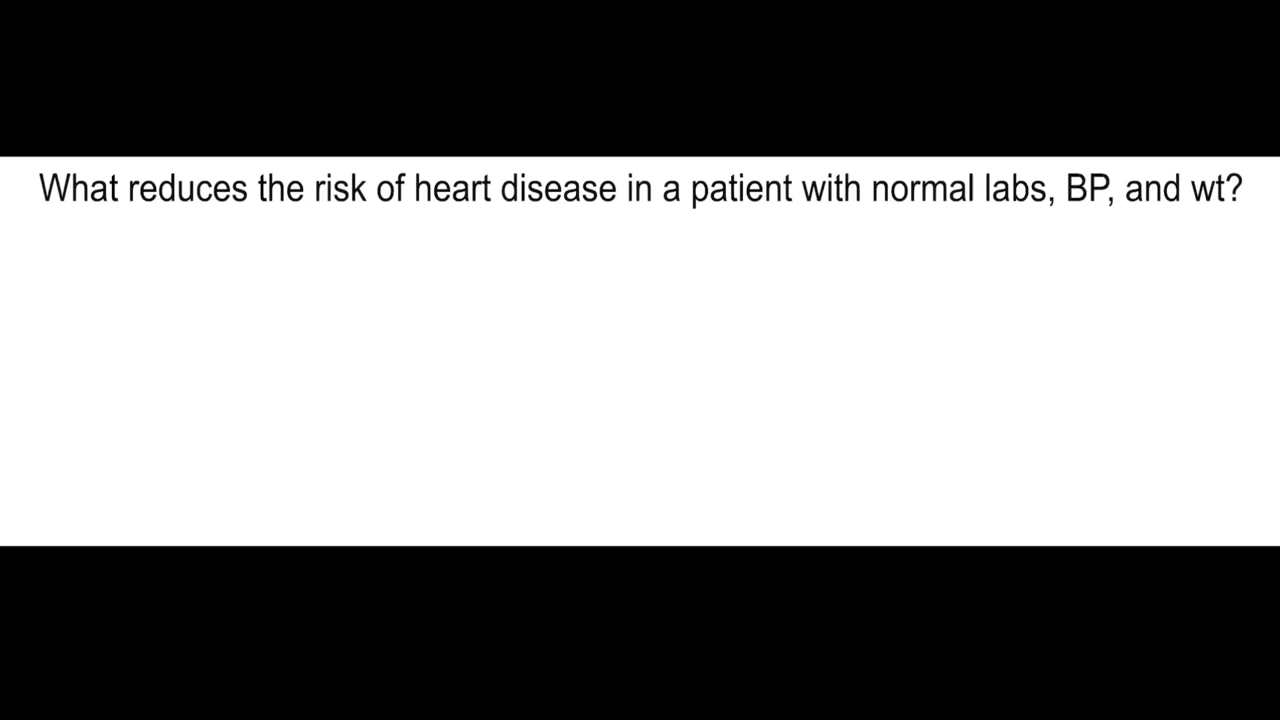 What reduces the risk of heart disease in a patient with normal labs, BP, and wt?